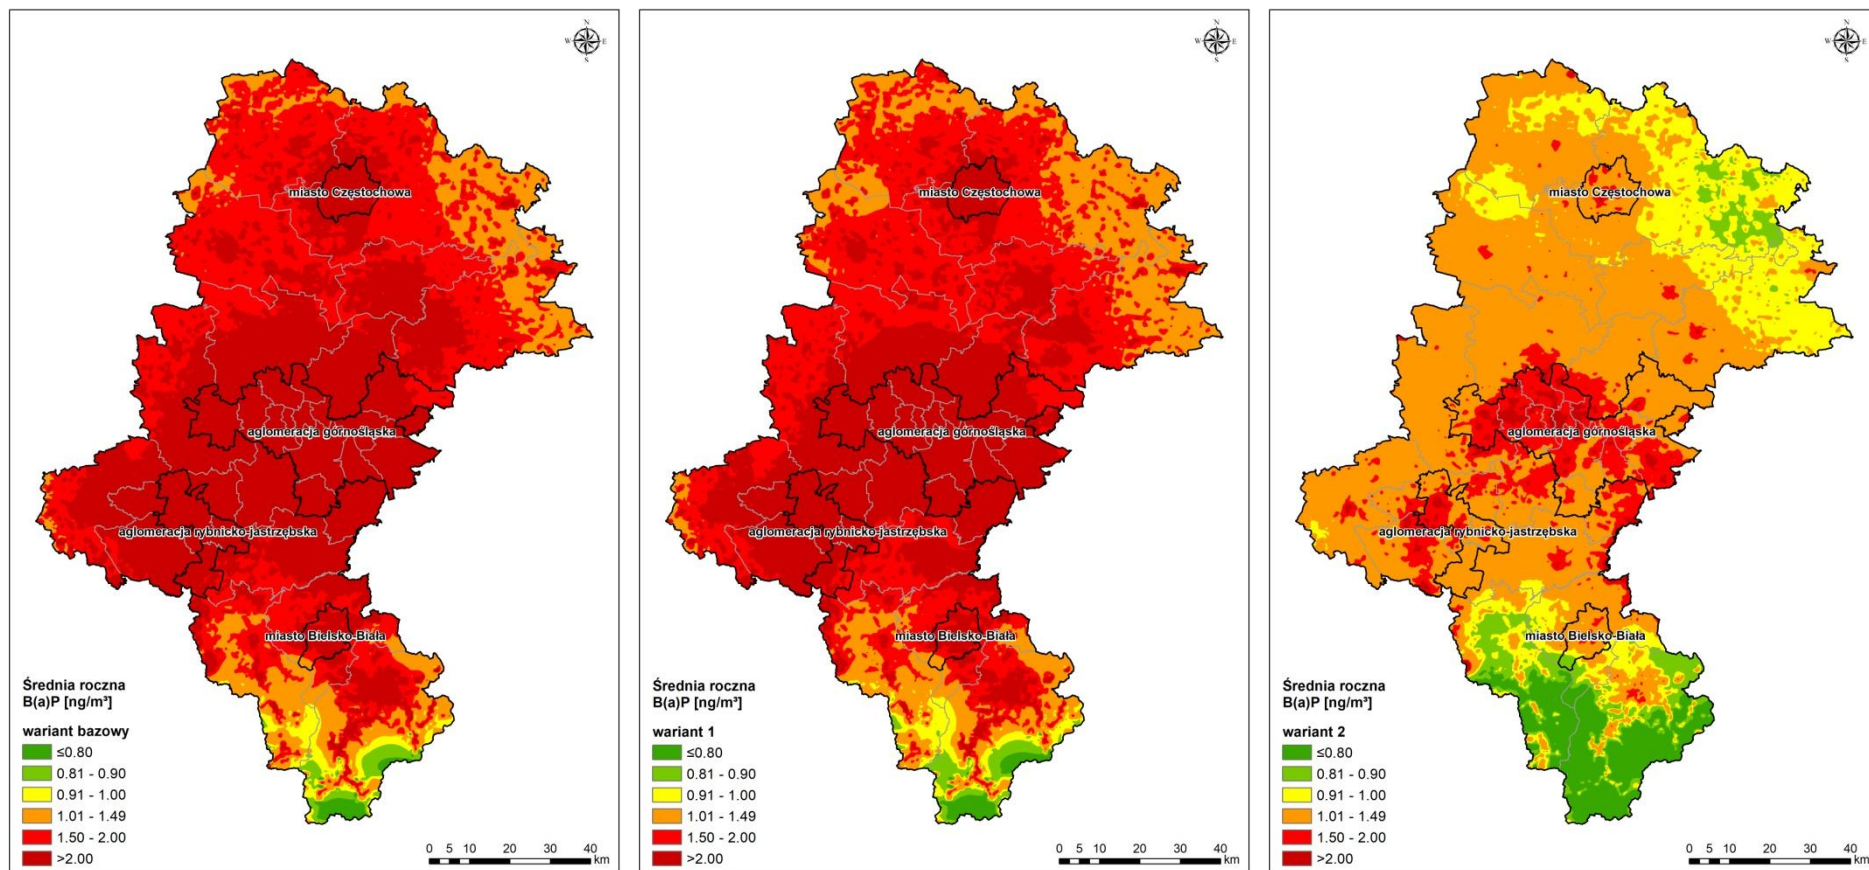 N
W E
S
miasto Częstochowa
aglomeracja górnośląska
aglomeracja rybnicko-jastrzębska
miasto Bielsko-Biała
Średnia roczna
B(a)P [ng/m³]
wariant bazowy
≤0.80
0.81 - 0.90
0.91 - 1.00
1.01 - 1.49
1.50 - 2.00
>2.00
0 5 10 20 30 40
km
N
W E
S
miasto Częstochowa
aglomeracja górnośląska
aglomeracja rybnicko-jastrzębska
miasto Bielsko-Biała
Średnia roczna
B(a)P [ng/m³]
wariant 1
≤0.80
0.81 - 0.90
0.91 - 1.00
1.01 - 1.49
1.50 - 2.00
>2.00
0 5 10 20 30 40
km
N
W E
S
miasto Częstochowa
aglomeracja górnośląska
aglomeracja rybnicko-jastrzębska
miasto Bielsko-Biała
Średnia roczna
B(a)P [ng/m³]
wariant 2
≤0.80
0.81 - 0.90
0.91 - 1.00
1.01 - 1.49
1.50 - 2.00
>2.00
0 5 10 20 30 40
km